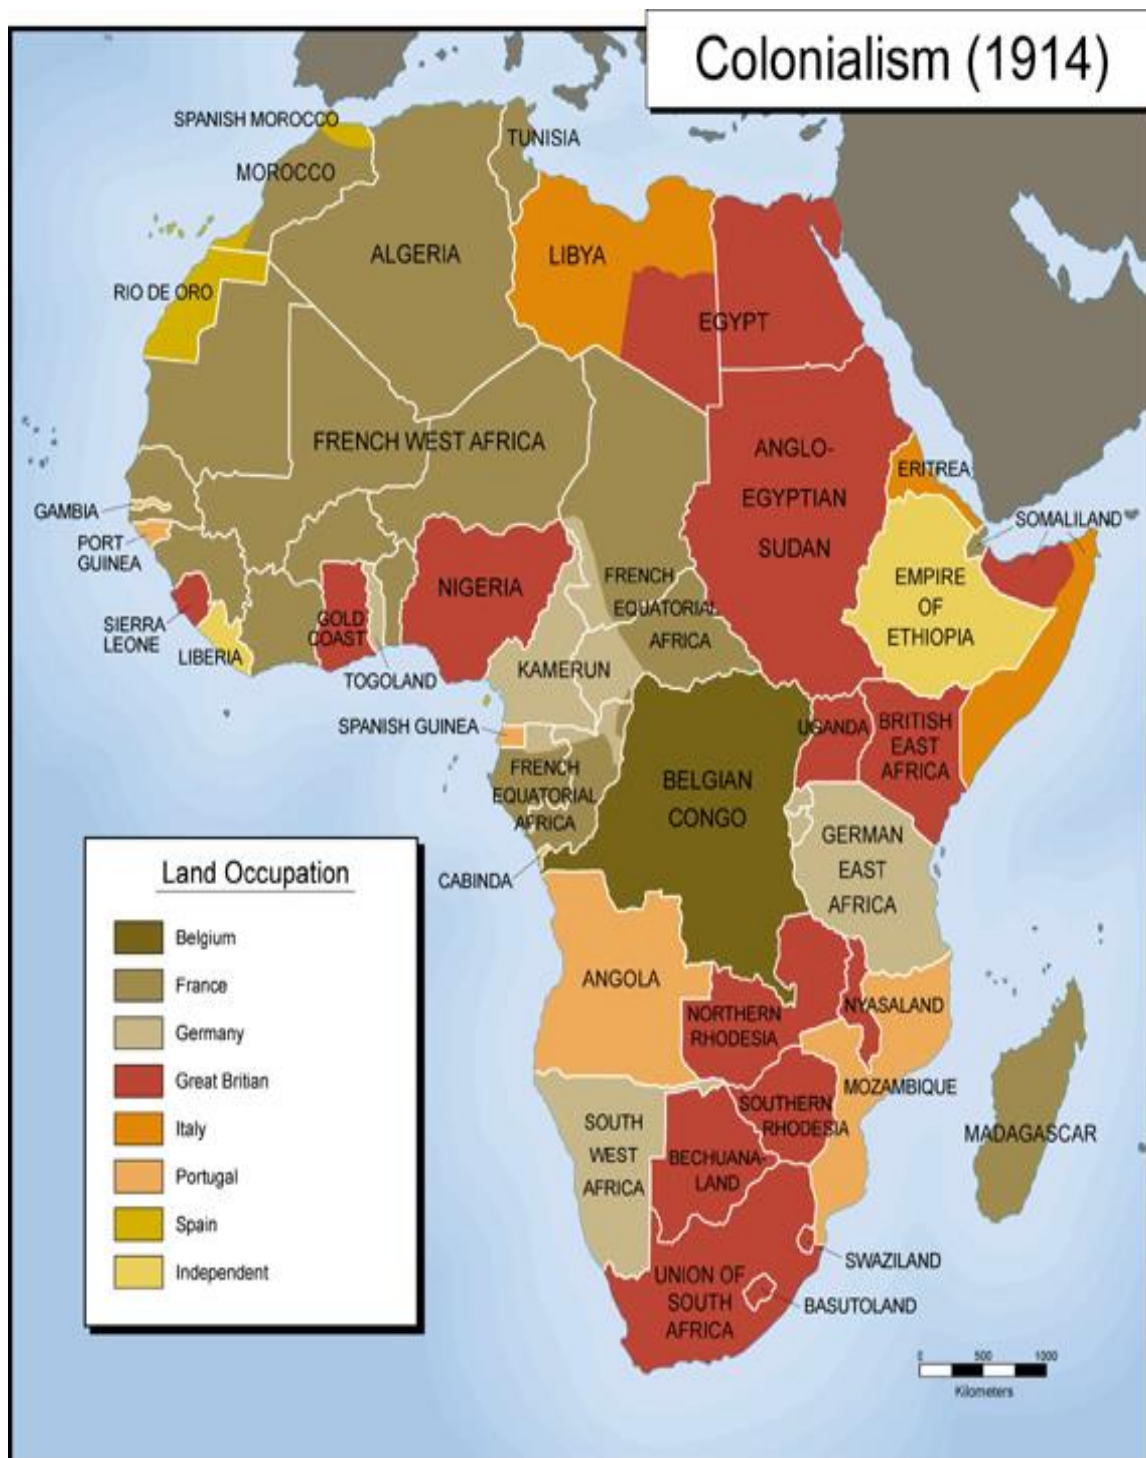 Colonialism (1914)
SPANISH MOROCCO
TUNISIA
MOROCCO
ALGERIA
LIBYA
RIO DE ORO
EGYPT
FRENCH WEST AFRICA
ANGLO-
EGYPTIAN
SUDAN
ERITREA
GAMBIA
SOMALILAND
PORT
GUINEA
NIGERIA
FRENCH
EQUATORIAL
AFRICA
EMPIRE
OF
ETHIOPIA
SIERRA
LEONE
GOLD
COAST
LIBERIA
TOGOLAND
KAMERUN
SPANISH GUINEA
UGANDA
BRITISH
EAST
AFRICA
FRENCH
EQUATORIAL
AFRICA
BELGIAN
CONGO
GERMAN
EAST
AFRICA
CABINDA
ANGOLA
NORTHERN
RHODESIA
NYASALAND
MOZAMBIQUE
SOUTHERN
RHODESIA
SOUTH
WEST
AFRICA
BECHUANA-
LAND
MADAGASCAR
SWAZILAND
UNION OF
SOUTH
AFRICA
BASUTOLAND
Land Occupation
Belgium
France
Germany
Great Britian
Italy
Portugal
Spain
Independent
0 500 1000
Kilometers